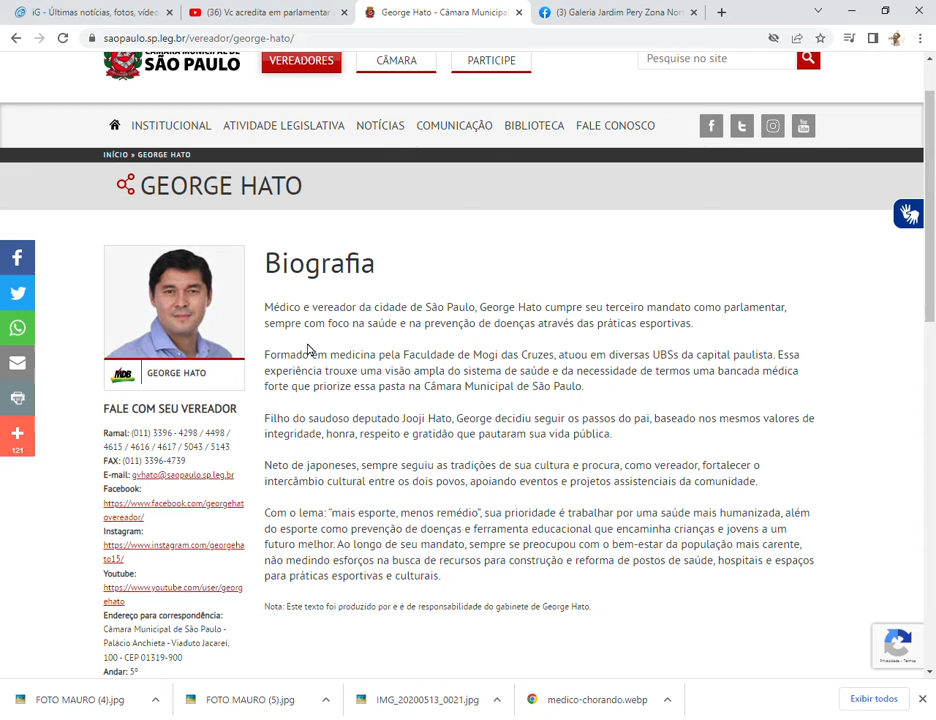 iG - Últimas notícias, fotos, víde
(36) Vc acredita em parlamentar
George Hato - Câmara Municipal
(3) Galeria Jardim Pery Zona Nor
saopaulo.sp.leg.br/vereador/george-hato/
CÂMARA MUNICIPAL DE
SÃO PAULO
VEREADORES
CÂMARA
PARTICIPE
Pesquise no site
INSTITUCIONAL ATIVIDADE LEGISLATIVA NOTÍCIAS COMUNICAÇÃO BIBLIOTECA FALE CONOSCO
INÍCIO » GEORGE HATO
GEORGE HATO
MDB
GEORGE HATO
FALE COM SEU VEREADOR
Ramal: (011) 3396 - 4298 / 4498 /
4615 / 4616 / 4617 / 5043 / 5143
FAX: (011) 3396-4739
E-mail: gvhato@saopaulo.sp.leg.br
Facebook:
https://www.facebook.com/georgehat
overeador/
Instagram:
https://www.instagram.com/georgeha
to15/
Youtube:
https://www.youtube.com/user/georg
ehato
Endereço para correspondência:
Câmara Municipal de São Paulo -
Palácio Anchieta - Viaduto Jacareí,
100 - CEP 01319-900
Andar: 5º
Biografia
Médico e vereador da cidade de São Paulo, George Hato cumpre seu terceiro mandato como parlamentar,
sempre com foco na saúde e na prevenção de doenças através das práticas esportivas.
Formado em medicina pela Faculdade de Mogi das Cruzes, atuou em diversas UBSs da capital paulista. Essa
experiência trouxe uma visão ampla do sistema de saúde e da necessidade de termos uma bancada médica
forte que priorize essa pasta na Câmara Municipal de São Paulo.
Filho do saudoso deputado Jooji Hato, George decidiu seguir os passos do pai, baseado nos mesmos valores de
integridade, honra, respeito e gratidão que pautaram sua vida pública.
Neto de japoneses, sempre seguiu as tradições de sua cultura e procura, como vereador, fortalecer o
intercâmbio cultural entre os dois povos, apoiando eventos e projetos assistenciais da comunidade.
Com o lema: “mais esporte, menos remédio”, sua prioridade é trabalhar por uma saúde mais humanizada, além
do esporte como prevenção de doenças e ferramenta educacional que encaminha crianças e jovens a um
futuro melhor. Ao longo de seu mandato, sempre se preocupou com o bem-estar da população mais carente,
não medindo esforços na busca de recursos para construção e reforma de postos de saúde, hospitais e espaços
para práticas esportivas e culturais.
Nota: Este texto foi produzido por e é de responsabilidade do gabinete de George Hato.
121
Privacidade - Termos
FOTO MAURO (4).jpg
FOTO MAURO (5).jpg
IMG_20200513_0021.jpg
medico-chorando.webp
Exibir todos